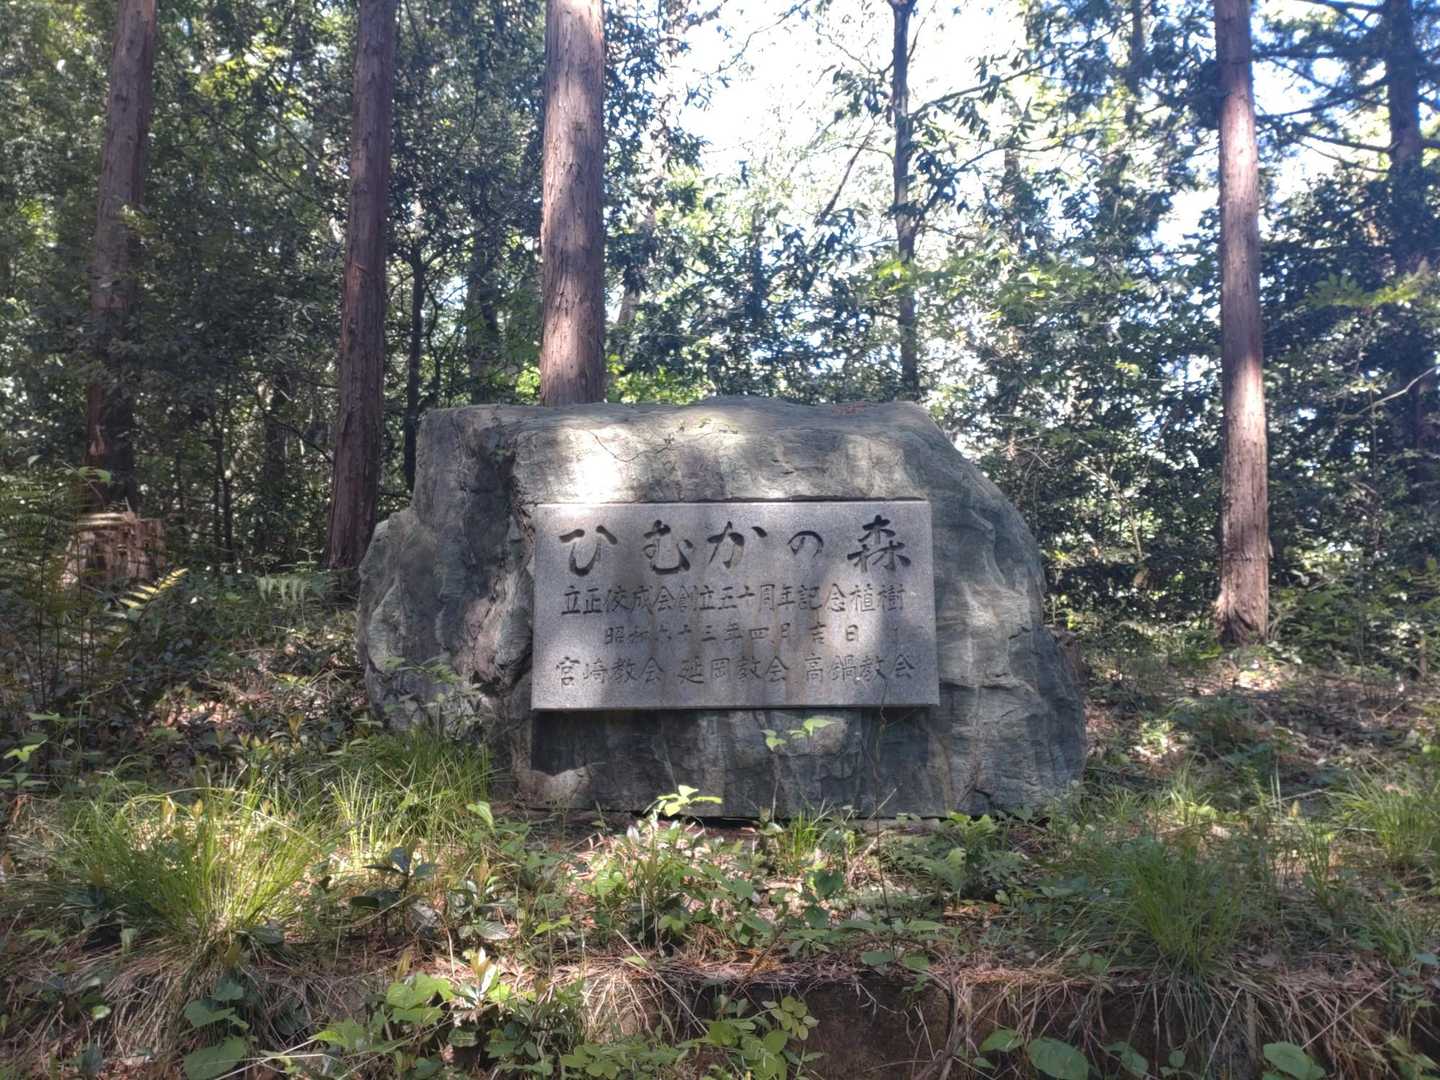 ひむかの森
立正佼成会創立五十周年記念植樹
昭和六十三年四月吉日
宮崎教会 延岡教会 高鍋教会